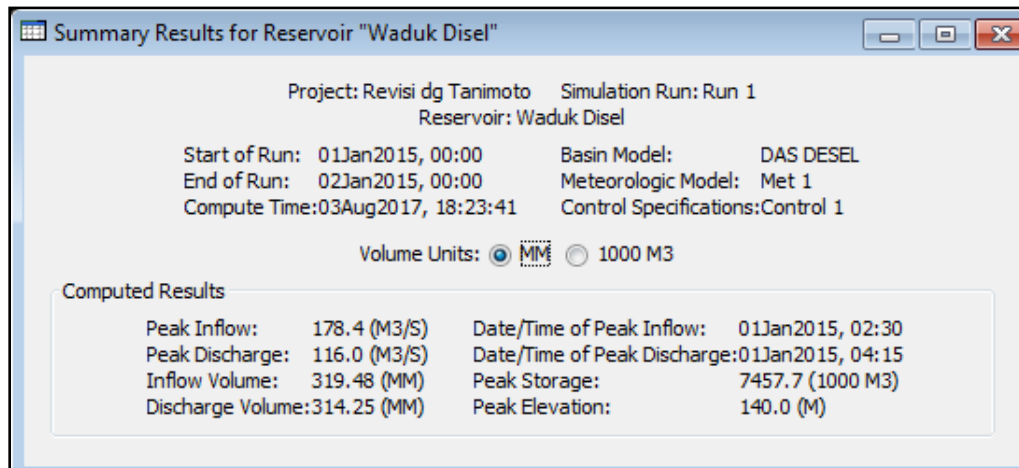 Summary Results for Reservoir "Waduk Disel"
Project: Revisi dg Tanimoto Simulation Run: Run 1
Reservoir: Waduk Disel
Start of Run: 01Jan2015, 00:00 Basin Model: DAS DESEL
End of Run: 02Jan2015, 00:00 Meteorologic Model: Met 1
Compute Time:03Aug2017, 18:23:41 Control Specifications:Control 1
Volume Units: MM 1000 M3
Computed Results
Peak Inflow: 178.4 (M3/S) Date/Time of Peak Inflow: 01Jan2015, 02:30
Peak Discharge: 116.0 (M3/S) Date/Time of Peak Discharge:01Jan2015, 04:15
Inflow Volume: 319.48 (MM) Peak Storage: 7457.7 (1000 M3)
Discharge Volume:314.25 (MM) Peak Elevation: 140.0 (M)